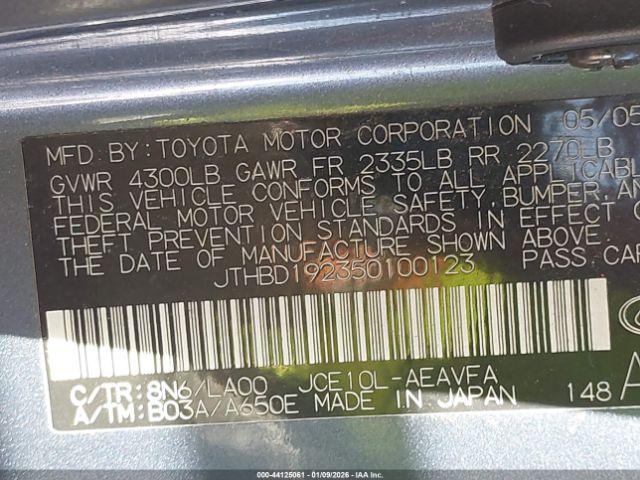 MFD BY: TOYOTA MOTOR CORPORATION 05/05
GVWR 4300LB GAWR FR 2335LB RR 2270LB
THIS VEHICLE CONFORMS TO ALL APPLICABL
FEDERAL MOTOR VEHICLE SAFETY, BUMPER, AN
THEFT PREVENTION STANDARDS IN EFFECT O
THE DATE OF MANUFACTURE SHOWN ABOVE.
JTHBD192350100123 PASS CAR
C/TR: 8N6/LA00 JCE10L-AEAVFA
A/TM: B03A/A650E MADE IN JAPAN 148 A
000-44125061 | 01/09/2026 - IAA INC.